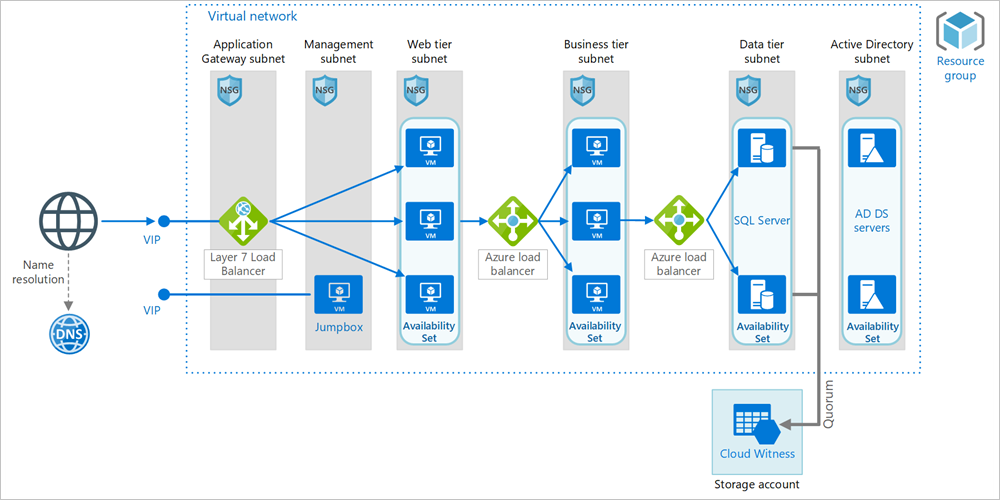 Virtual network
Resource
group
Application
Gateway subnet
Management
subnet
Web tier
subnet
Business tier
subnet
Data tier
subnet
Active Directory
subnet
NSG
NSG
NSG
NSG
NSG
NSG
VM
VM
VM
VM
VM
VM
VM
VIP
VIP
Name
resolution
DNS
Layer 7 Load
Balancer
Jumpbox
Azure load
balancer
Azure load
balancer
SQL Server
AD DS
servers
Availability
Set
Availability
Set
Availability
Set
Availability
Set
Quorum
Cloud Witness
Storage account